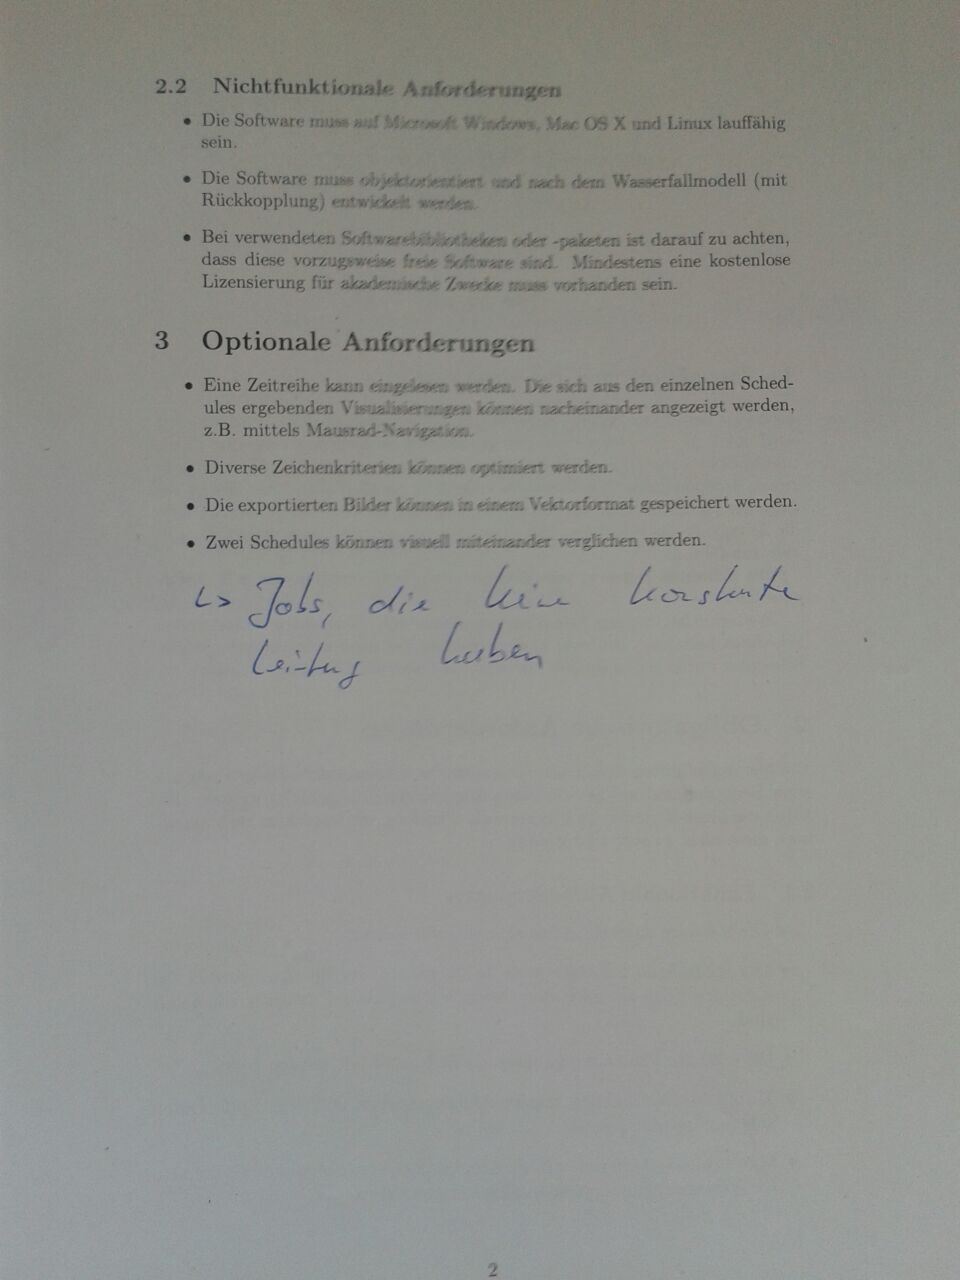 2.2 Nichtfunktionale Anforderungen
• Die Software muss auf Microsoft Windows, Mac OS X und Linux lauffähig
sein.
• Die Software muss objektorientiert und nach dem Wasserfallmodell (mit
Rückkopplung) entwickelt werden.
• Bei verwendeten Softwarebibliotheken oder -paketen ist darauf zu achten,
dass diese vorzugsweise freie Software sind. Mindestens eine kostenlose
Lizensierung für akademische Zwecke muss vorhanden sein.
3 Optionale Anforderungen
• Eine Zeitreihe kann eingelesen werden. Die sich aus den einzelnen Sched-
ules ergebenden Visualisierungen können nacheinander angezeigt werden,
z.B. mittels Mausrad-Navigation.
• Diverse Zeichenkriterien können optimiert werden.
• Die exportierten Bilder können in einem Vektorformat gespeichert werden.
• Zwei Schedules können visuell miteinander verglichen werden.
↳ Jobs, die keine konstante
Leistung haben
2